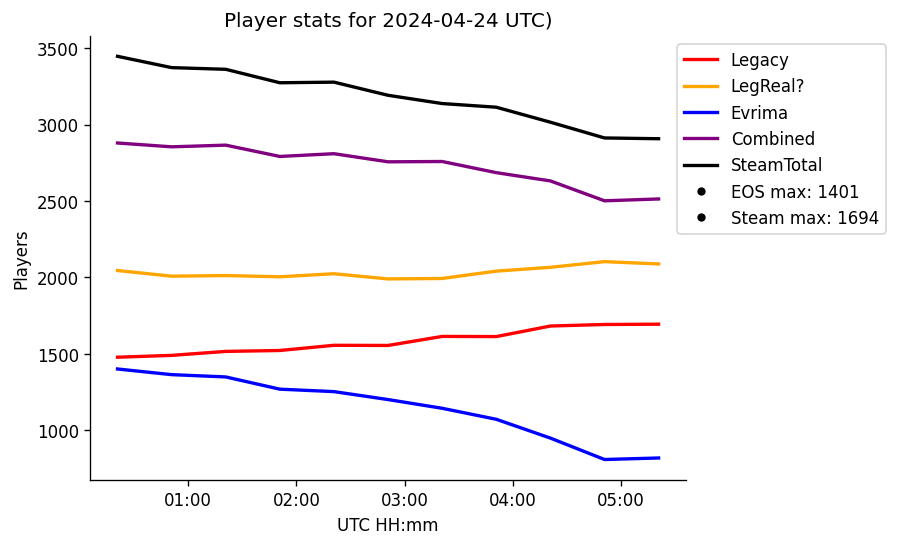 Player stats for 2024-04-24 UTC)
3500
3000
2500
2000
1500
1000
Players
01:00
02:00
03:00
04:00
05:00
UTC HH:mm
Legacy
LegReal?
Evrima
Combined
SteamTotal
EOS max: 1401
Steam max: 1694